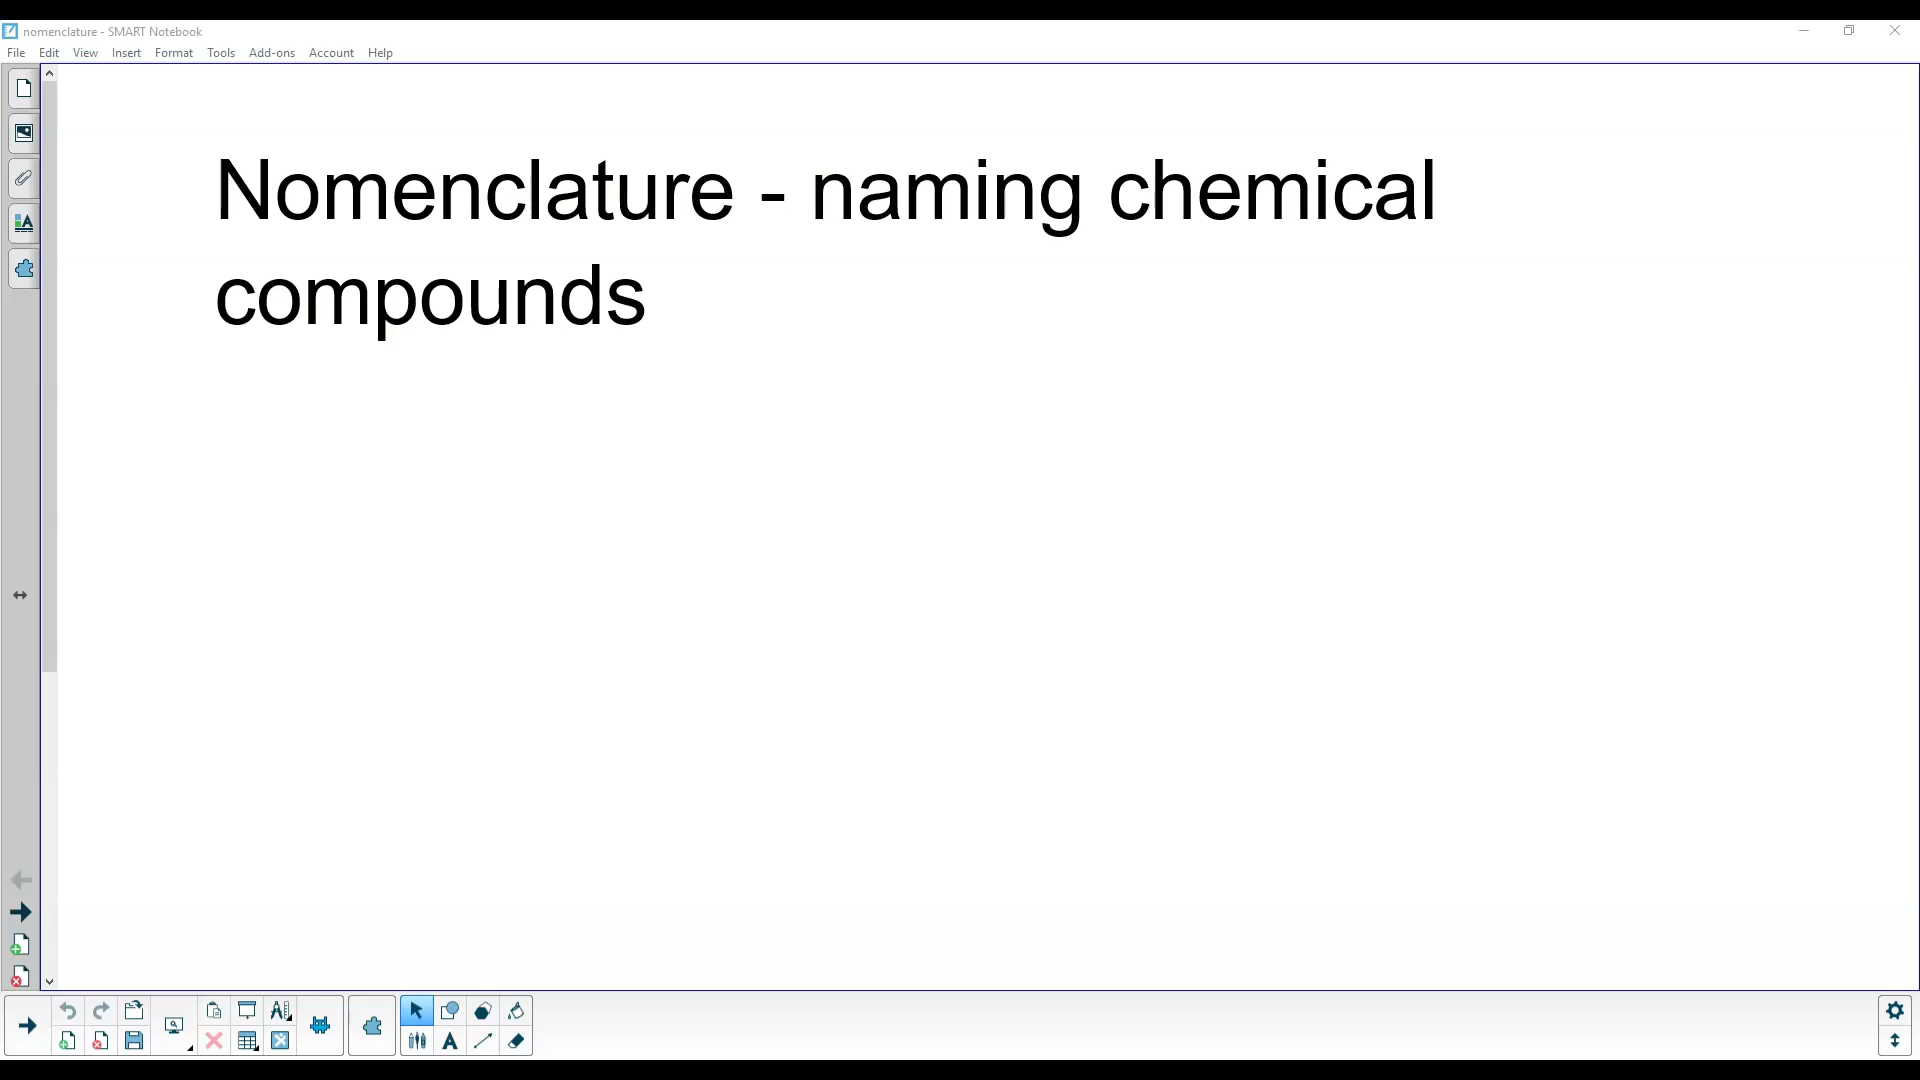 nomenclature - SMART Notebook
File Edit View Insert Format Tools Add-ons Account Help
Nomenclature - naming chemical
compounds